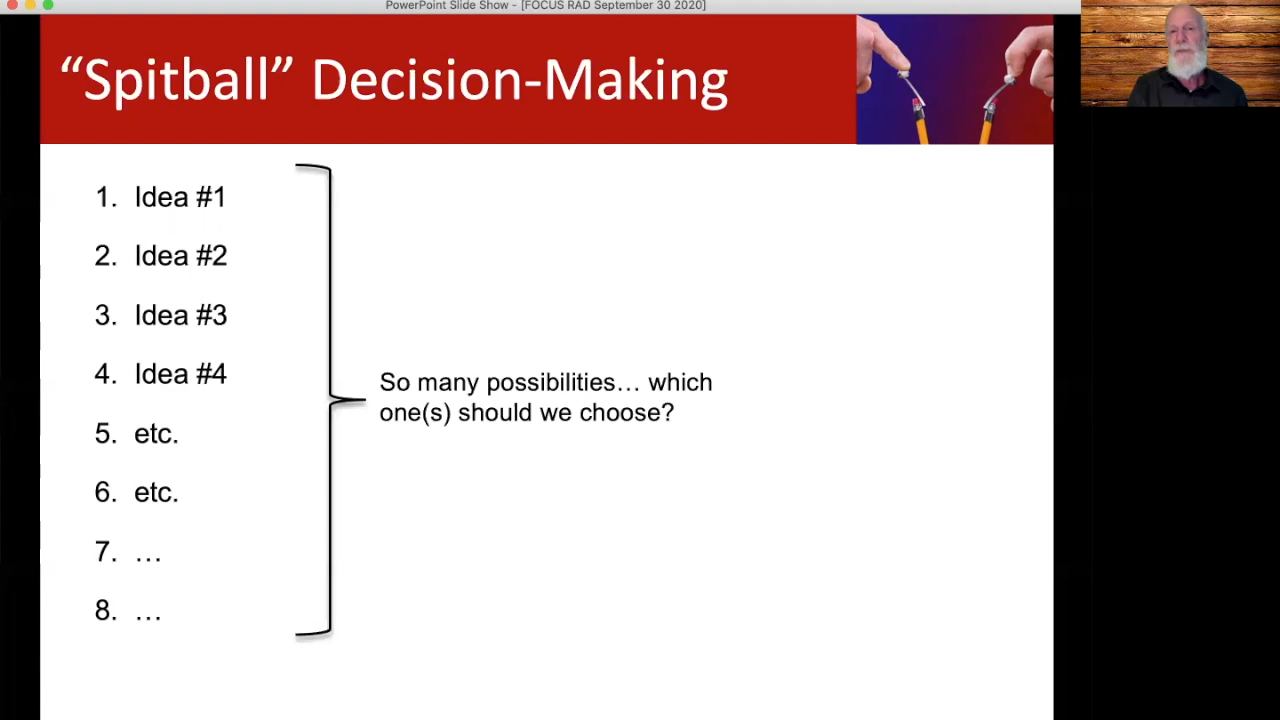 PowerPoint Slide Show - [FOCUS RAD September 30 2020]
“Spitball” Decision-Making
1. Idea #1
2. Idea #2
3. Idea #3
4. Idea #4
5. etc.
6. etc.
7. …
8. …
So many possibilities… which
one(s) should we choose?